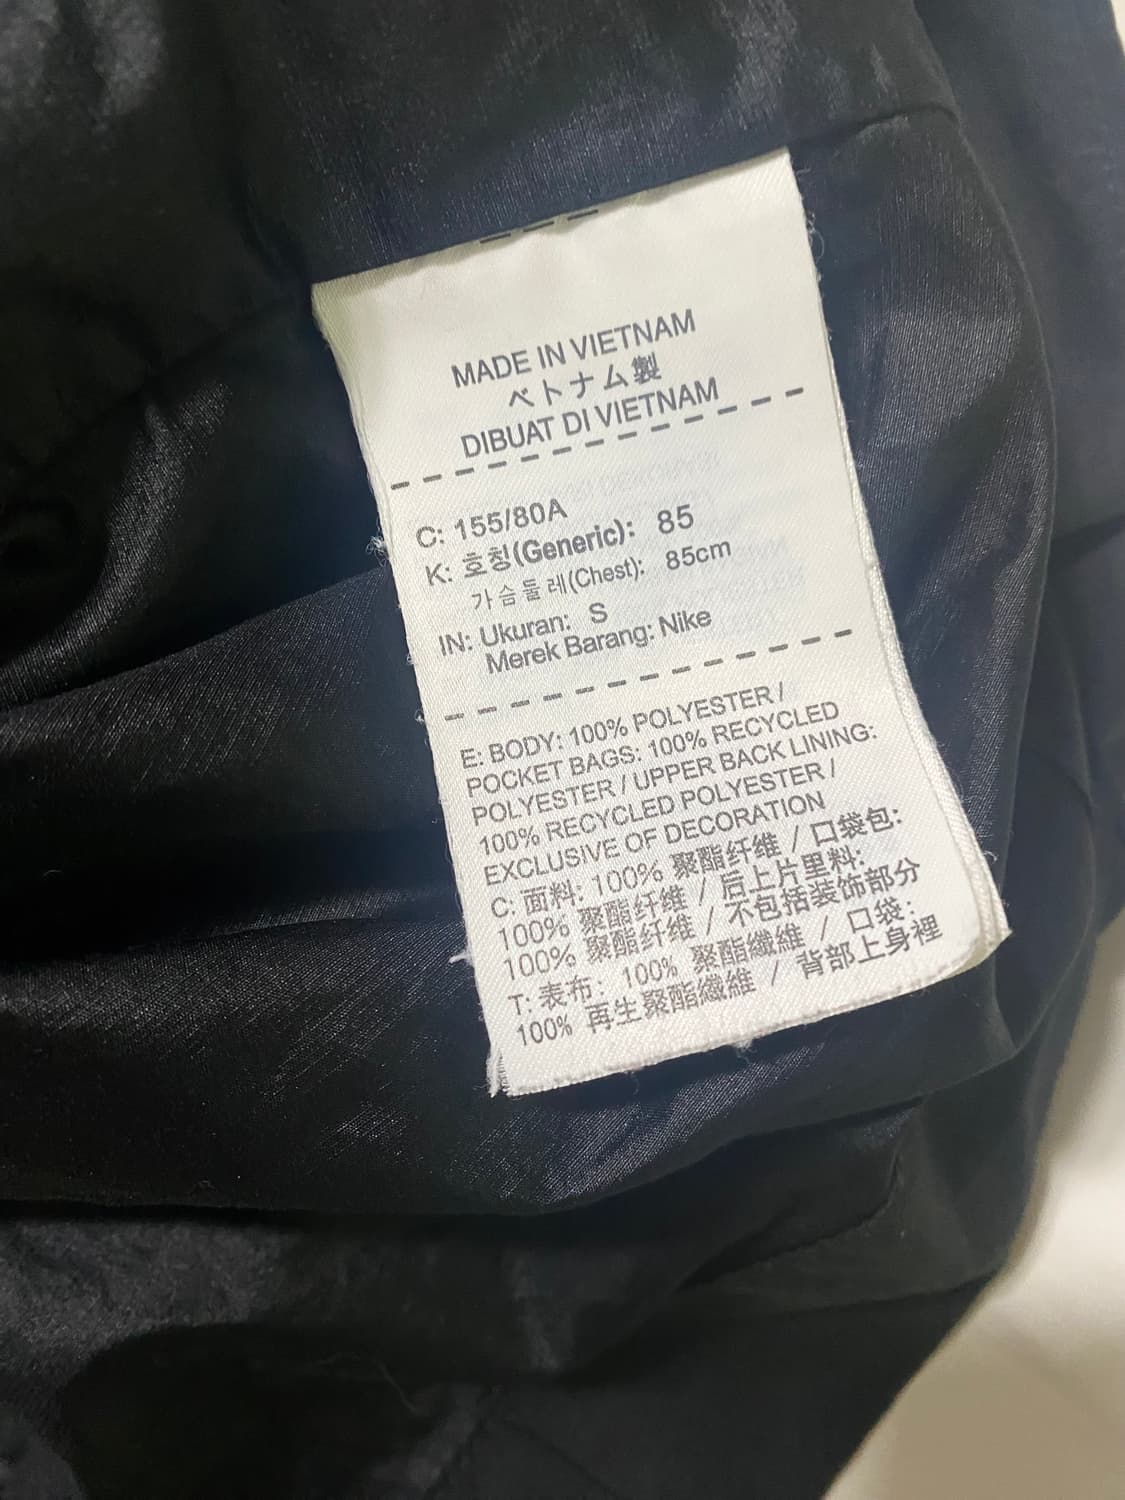 MADE IN VIETNAM
ベトナム製
DIBUAT DI VIETNAM
C: 155/80A
K: 호칭(Generic): 85
가슴둘레(Chest): 85cm
IN: Ukuran: S
Merek Barang: Nike
E: BODY: 100% POLYESTER /
POCKET BAGS: 100% RECYCLED
POLYESTER / UPPER BACK LINING:
100% RECYCLED POLYESTER /
EXCLUSIVE OF DECORATION
C: 面料: 100% 聚酯纤维 / 口袋包:
100% 聚酯纤维 / 后上片里料:
100% 聚酯纤维 / 不包括装饰部分
T: 表布: 100% 聚酯纖維 / 口袋:
100% 再生聚酯纖維 / 背部上身裡